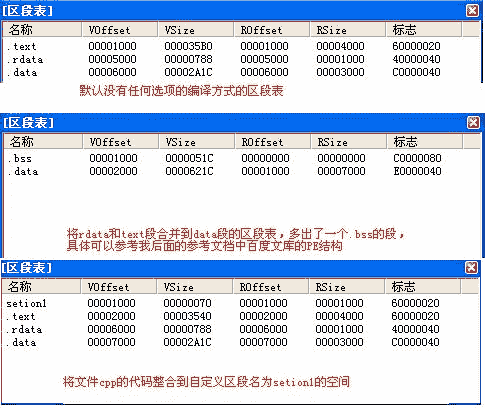 [区段表]
名称 VOffset VSize ROffset RSize 标志
.text 00001000 000035B0 00001000 00004000 60000020
.rdata 00005000 00000788 00005000 00001000 40000040
.data 00006000 00002A1C 00006000 00003000 C0000040
默认没有任何选项的编译方式的区段表
[区段表]
名称 VOffset VSize ROffset RSize 标志
.bss 00001000 0000051C 00000000 00000000 C0000080
.data 00002000 0000621C 00001000 00007000 E0000040
将rdata和text段合并到data段的区段表,多出了一个.bss的段,
具体可以参考我后面的参考文档中百度文库的PE结构
[区段表]
名称 VOffset VSize ROffset RSize 标志
setion1 00001000 00000070 00001000 00001000 60000020
.text 00002000 00003540 00002000 00004000 60000020
.rdata 00006000 00000788 00006000 00001000 40000040
.data 00007000 00002A1C 00007000 00003000 C0000040
将文件cpp的代码整合到自定义区段名为setion1的空间